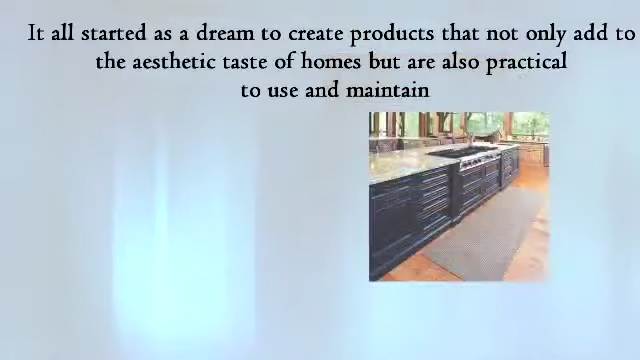 It all started as a dream to create products that not only add to
the aesthetic taste of homes but are also practical
to use and maintain